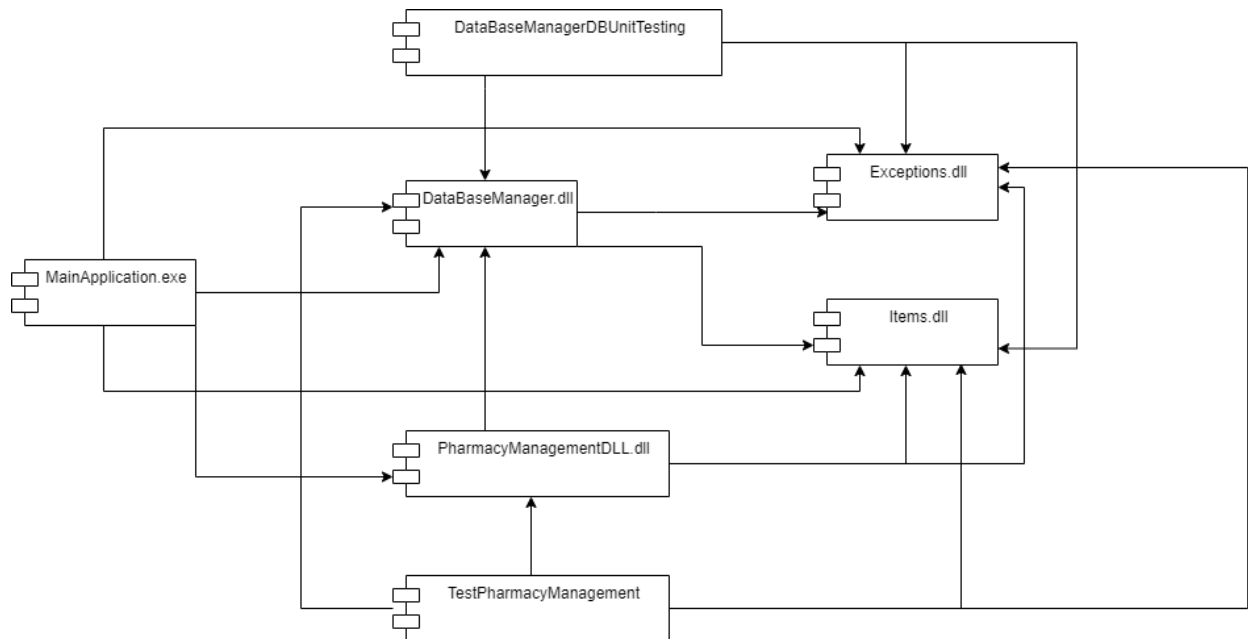 DataBaseManagerDBUnitTesting
Exceptions.dll
DataBaseManager.dll
MainApplication.exe
Items.dll
PharmacyManagementDLL.dll
TestPharmacyManagement